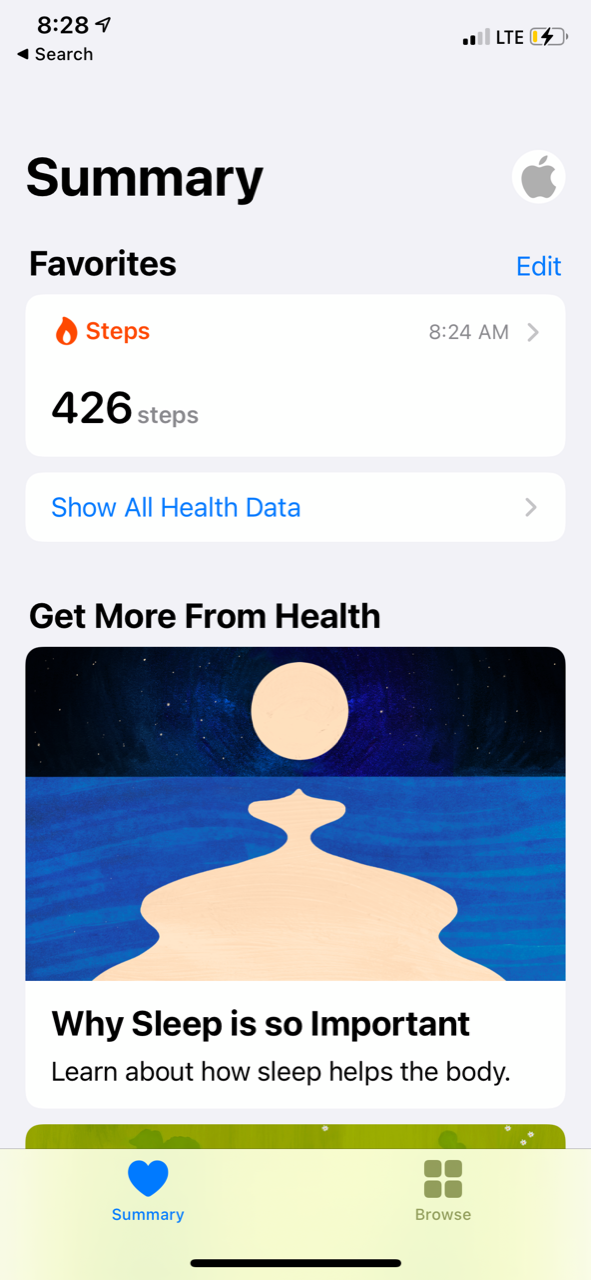 8:28
LTE
Search
Summary
Favorites
Edit
Steps
8:24 AM
426 steps
Show All Health Data
Get More From Health
Why Sleep is so Important
Learn about how sleep helps the body.
Summary
Browse